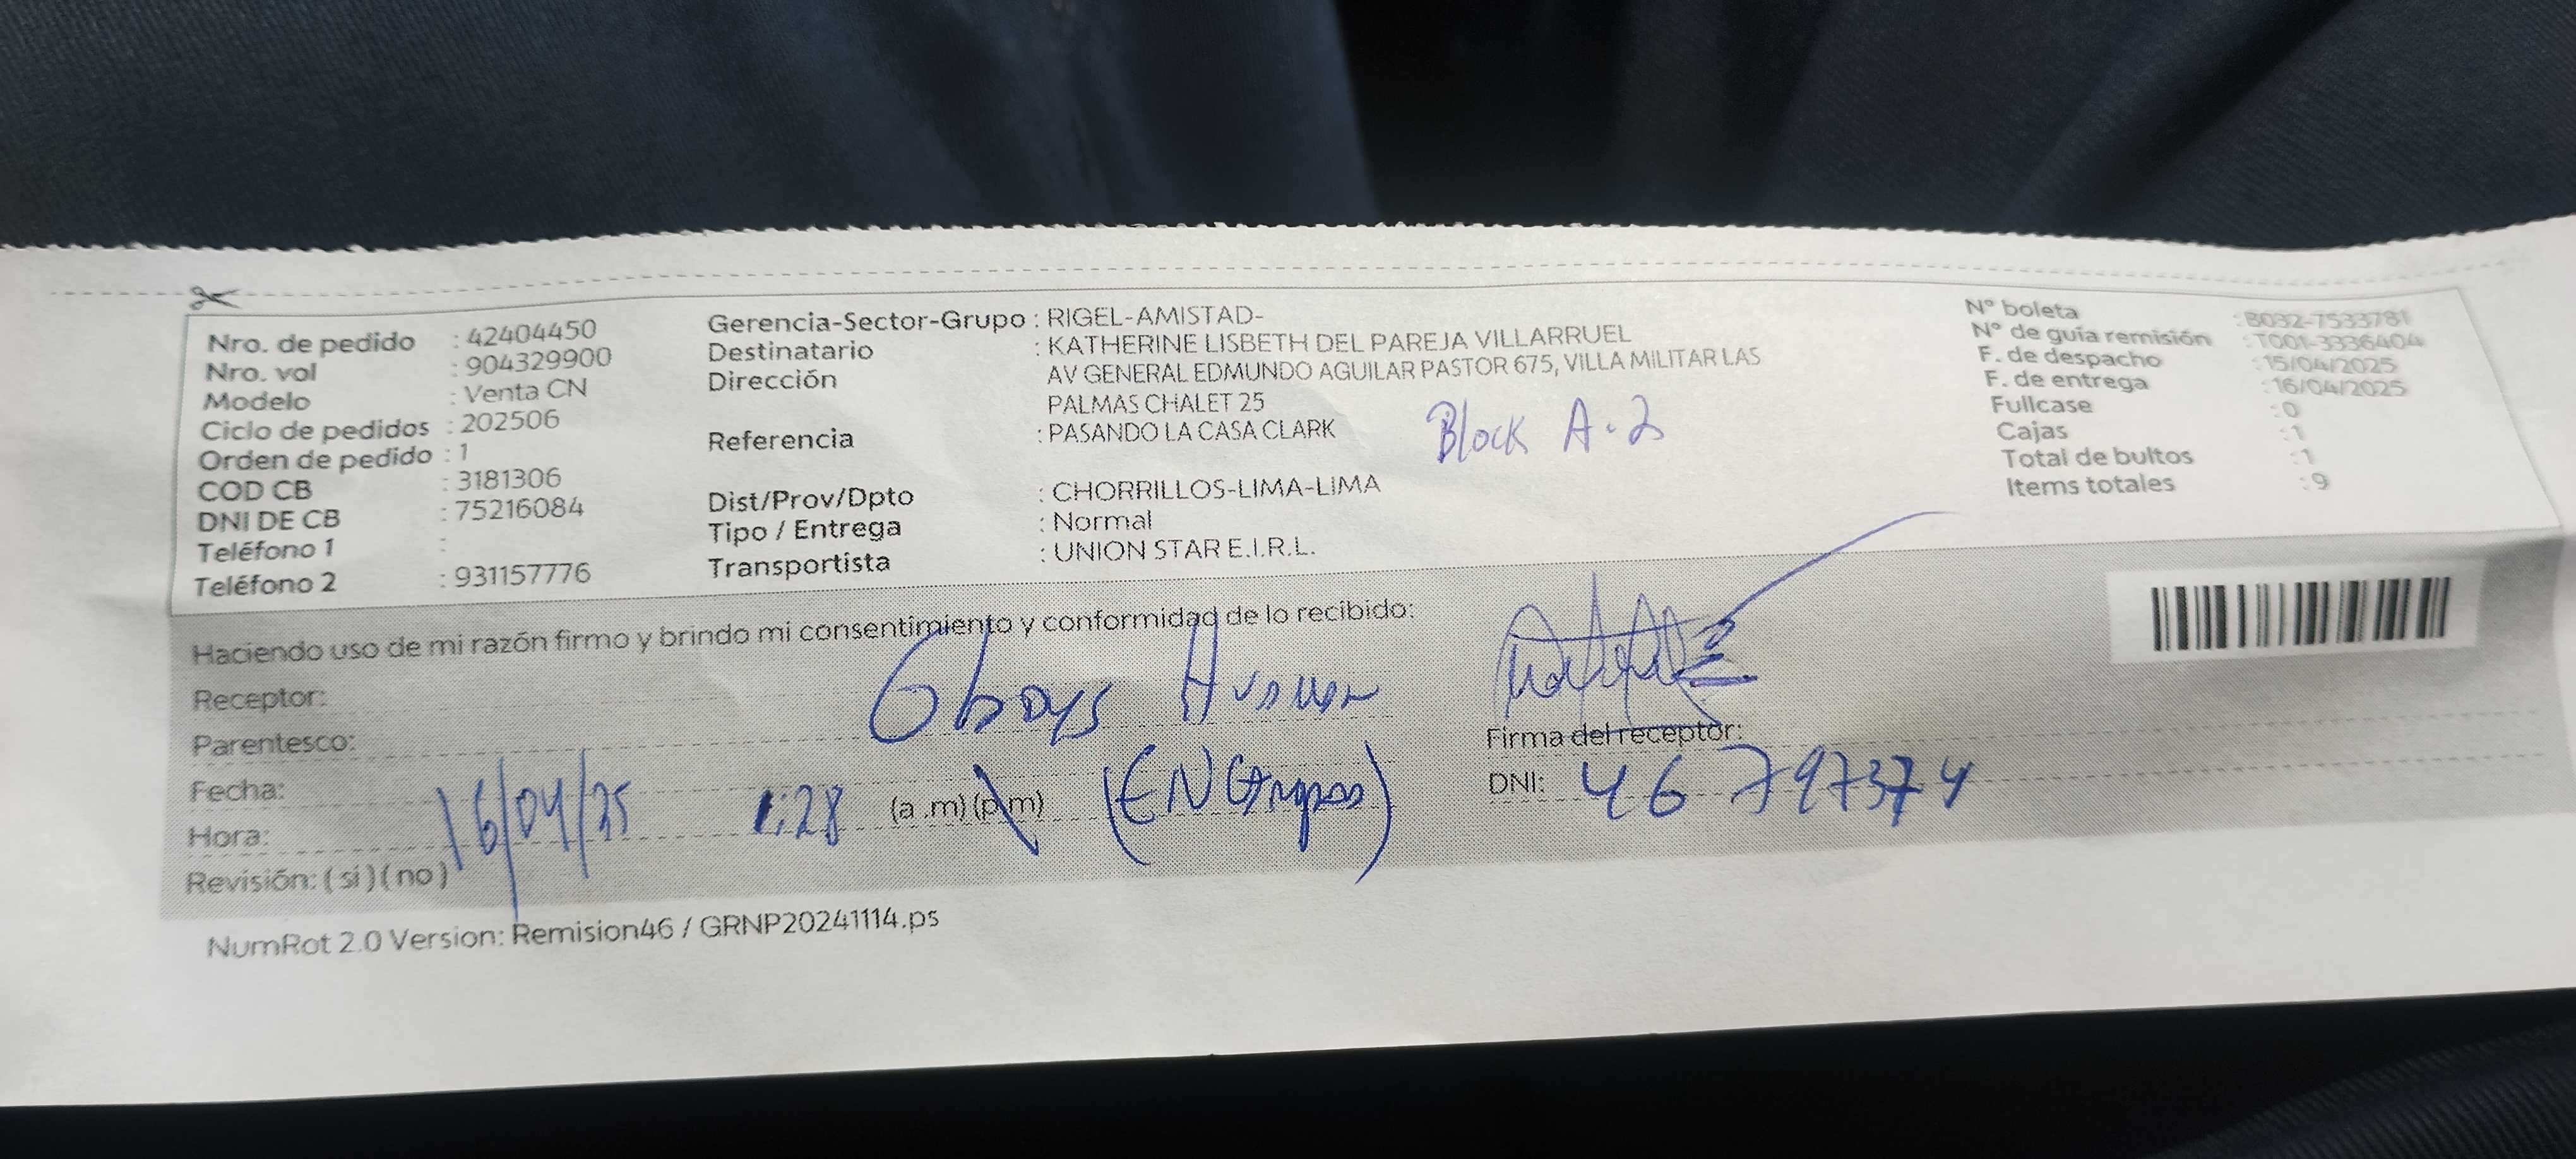 Nro. de pedido : 42404450
Nro. vol : 904329900
Modelo : Venta CN
Ciclo de pedidos : 202506
Orden de pedido : 1
COD CB : 3181306
DNI DE CB : 75216084
Teléfono 1 :
Teléfono 2 : 931157776
Gerencia-Sector-Grupo : RIGEL-AMISTAD-
Destinatario : KATHERINE LISBETH DEL PAREJA VILLARRUEL
Dirección AV GENERAL EDMUNDO AGUILAR PASTOR 675, VILLA MILITAR LAS
PALMAS CHALET 25
Referencia : PASANDO LA CASA CLARK
Block A-2
Dist/Prov/Dpto : CHORRILLOS-LIMA-LIMA
Tipo / Entrega : Normal
Transportista : UNION STAR E.I.R.L.
N° boleta : B032-7533781
N° de guía remisión : T001-3336404
F. de despacho : 15/04/2025
F. de entrega : 16/04/2025
Fullcase : 0
Cajas : 1
Total de bultos : 1
Items totales : 9
Haciendo uso de mi razón firmo y brindo mi consentimiento y conformidad de lo recibido:
Receptor:
Parentesco:
Firma del receptor:
Fecha: 16/04/25
Hora: 1:28 (a.m)(p.m)
DNI: 46797374
Revisión: (si)(no)
NumRot 2.0 Version: Remision46 / GRNP20241114.ps